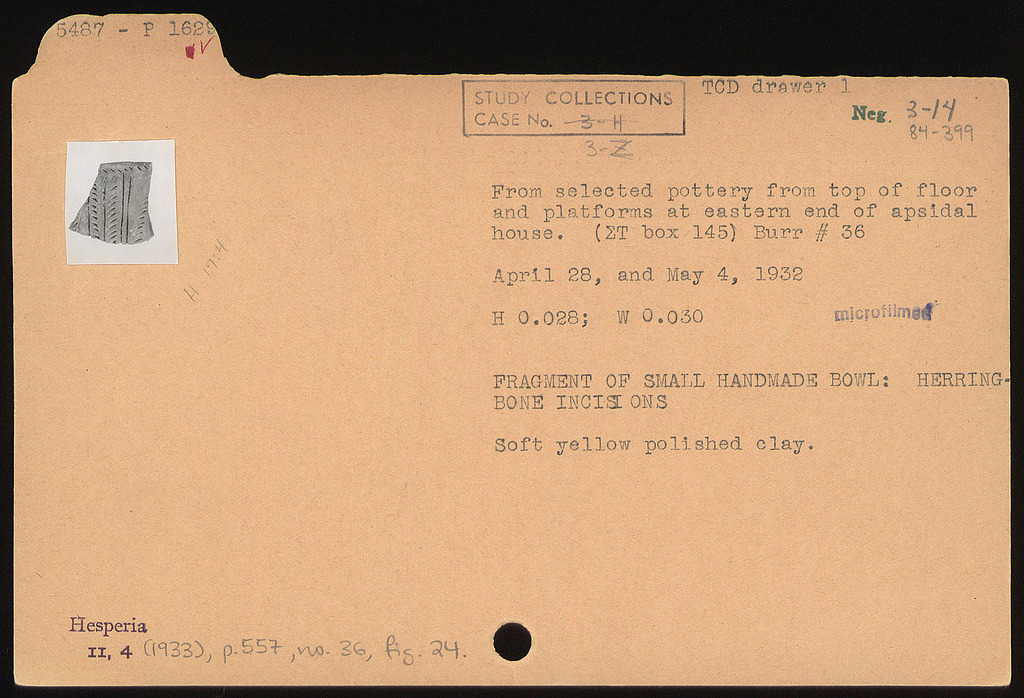 5487 - P 1629
V
TCD drawer 1
STUDY COLLECTIONS
CASE No. 3-H
3-Z
Neg. 3-14
84-399
From selected pottery from top of floor
and platforms at eastern end of apsidal
house. (ΣT box 145) Burr # 36
April 28, and May 4, 1932
H 0.028; W 0.030
microfilmed
FRAGMENT OF SMALL HANDMADE BOWL: HERRING-
BONE INCISIONS
Soft yellow polished clay.
Hesperia
II, 4 (1933), p. 557, no. 36, fig. 24.